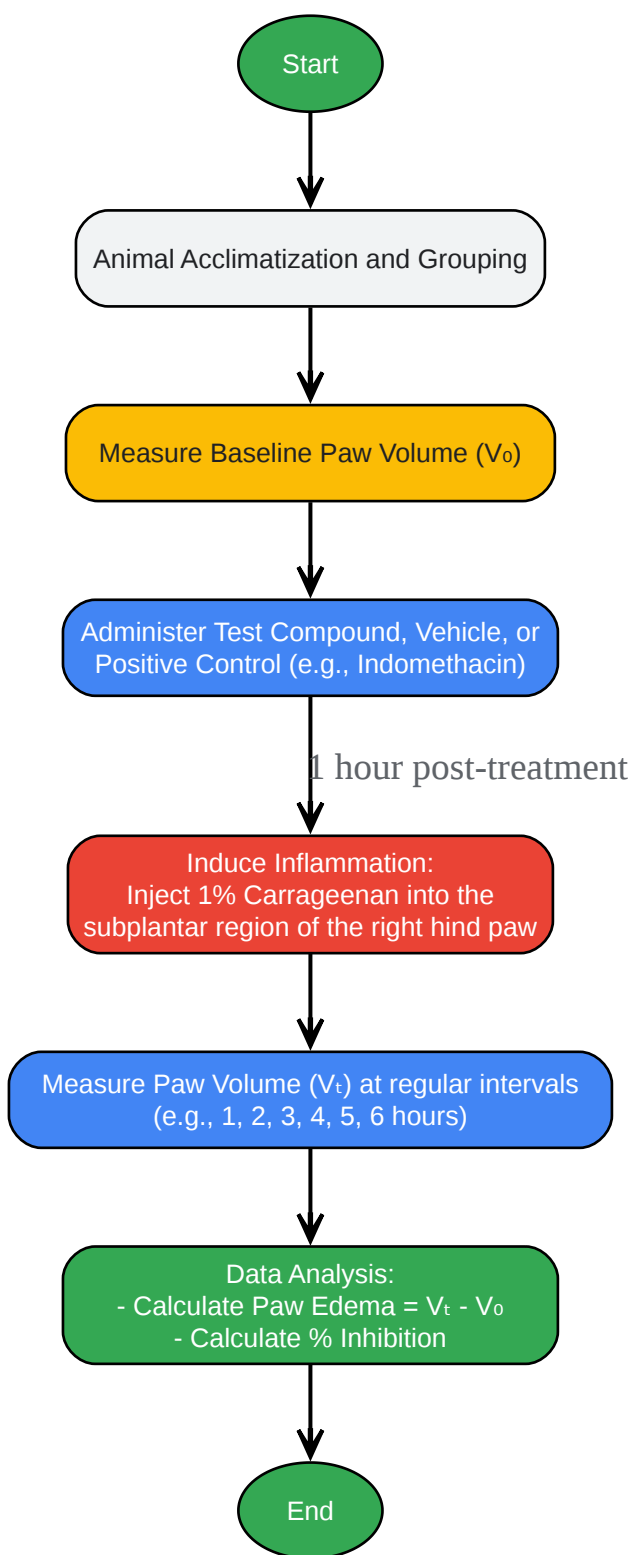 Start
Animal Acclimatization and Grouping
Measure Baseline Paw Volume (V₀)
Administer Test Compound, Vehicle, or
Positive Control (e.g., Indomethacin)
1 hour post-treatment
Induce Inflammation:
Inject 1% Carrageenan into the
subplantar region of the right hind paw
Measure Paw Volume (Vₜ) at regular intervals
(e.g., 1, 2, 3, 4, 5, 6 hours)
Data Analysis:
- Calculate Paw Edema = Vₜ - V₀
- Calculate % Inhibition
End